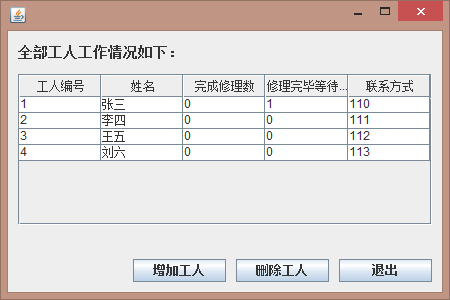 全部工人工作情况如下：
工人编号 姓名 完成修理数 修理完毕等待... 联系方式
1 张三 0 1 110
2 李四 0 0 111
3 王五 0 0 112
4 刘六 0 0 113
增加工人 删除工人 退出